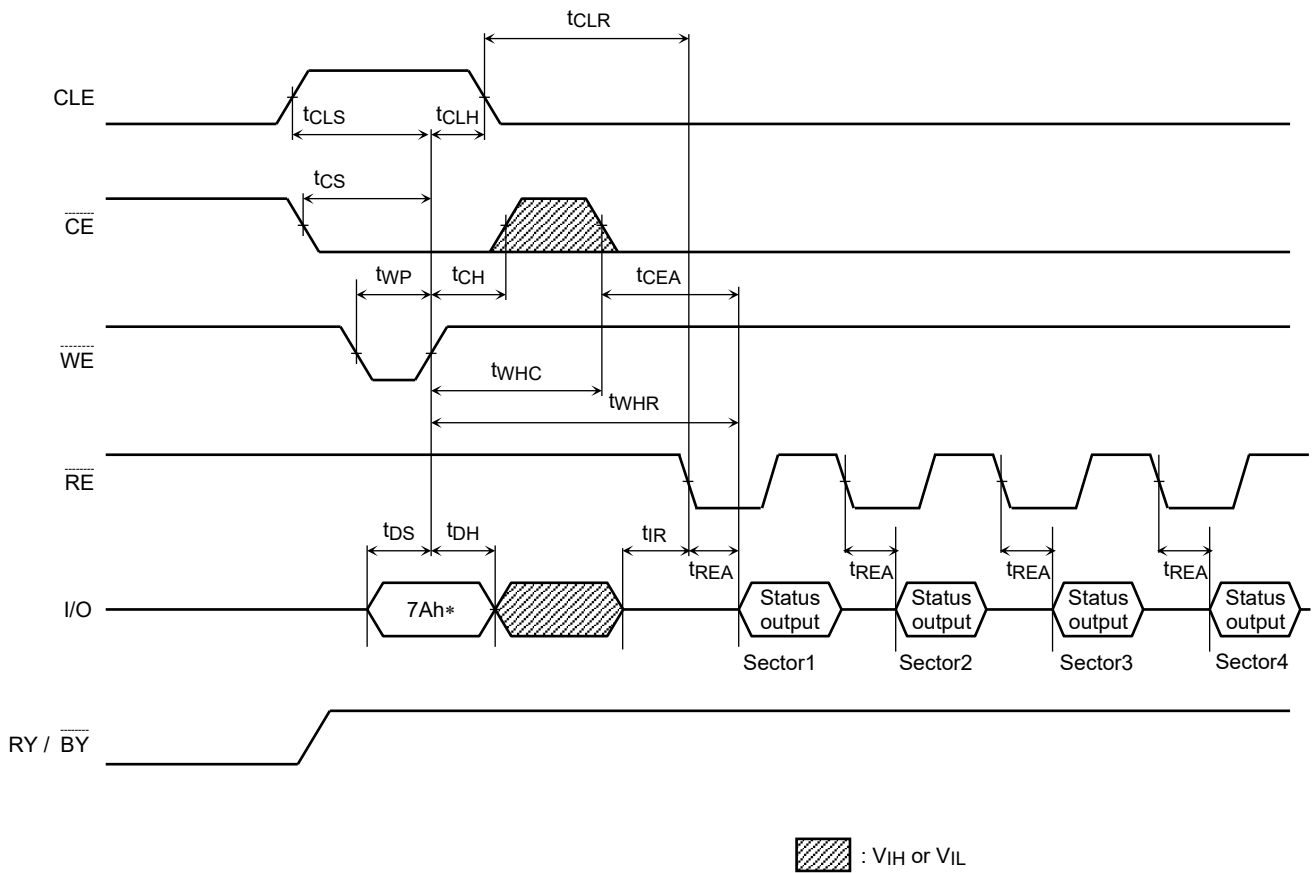 tCLR
CLE
tCLS
tCLH
tCS
CE
tWP
tCH
tCEA
WE
tWHC
tWHR
RE
tDS
tDH
tIR
tREA
tREA
tREA
tREA
I/O
7Ah*
Status output
Status output
Status output
Status output
Sector1
Sector2
Sector3
Sector4
RY / BY
: VIH or VIL